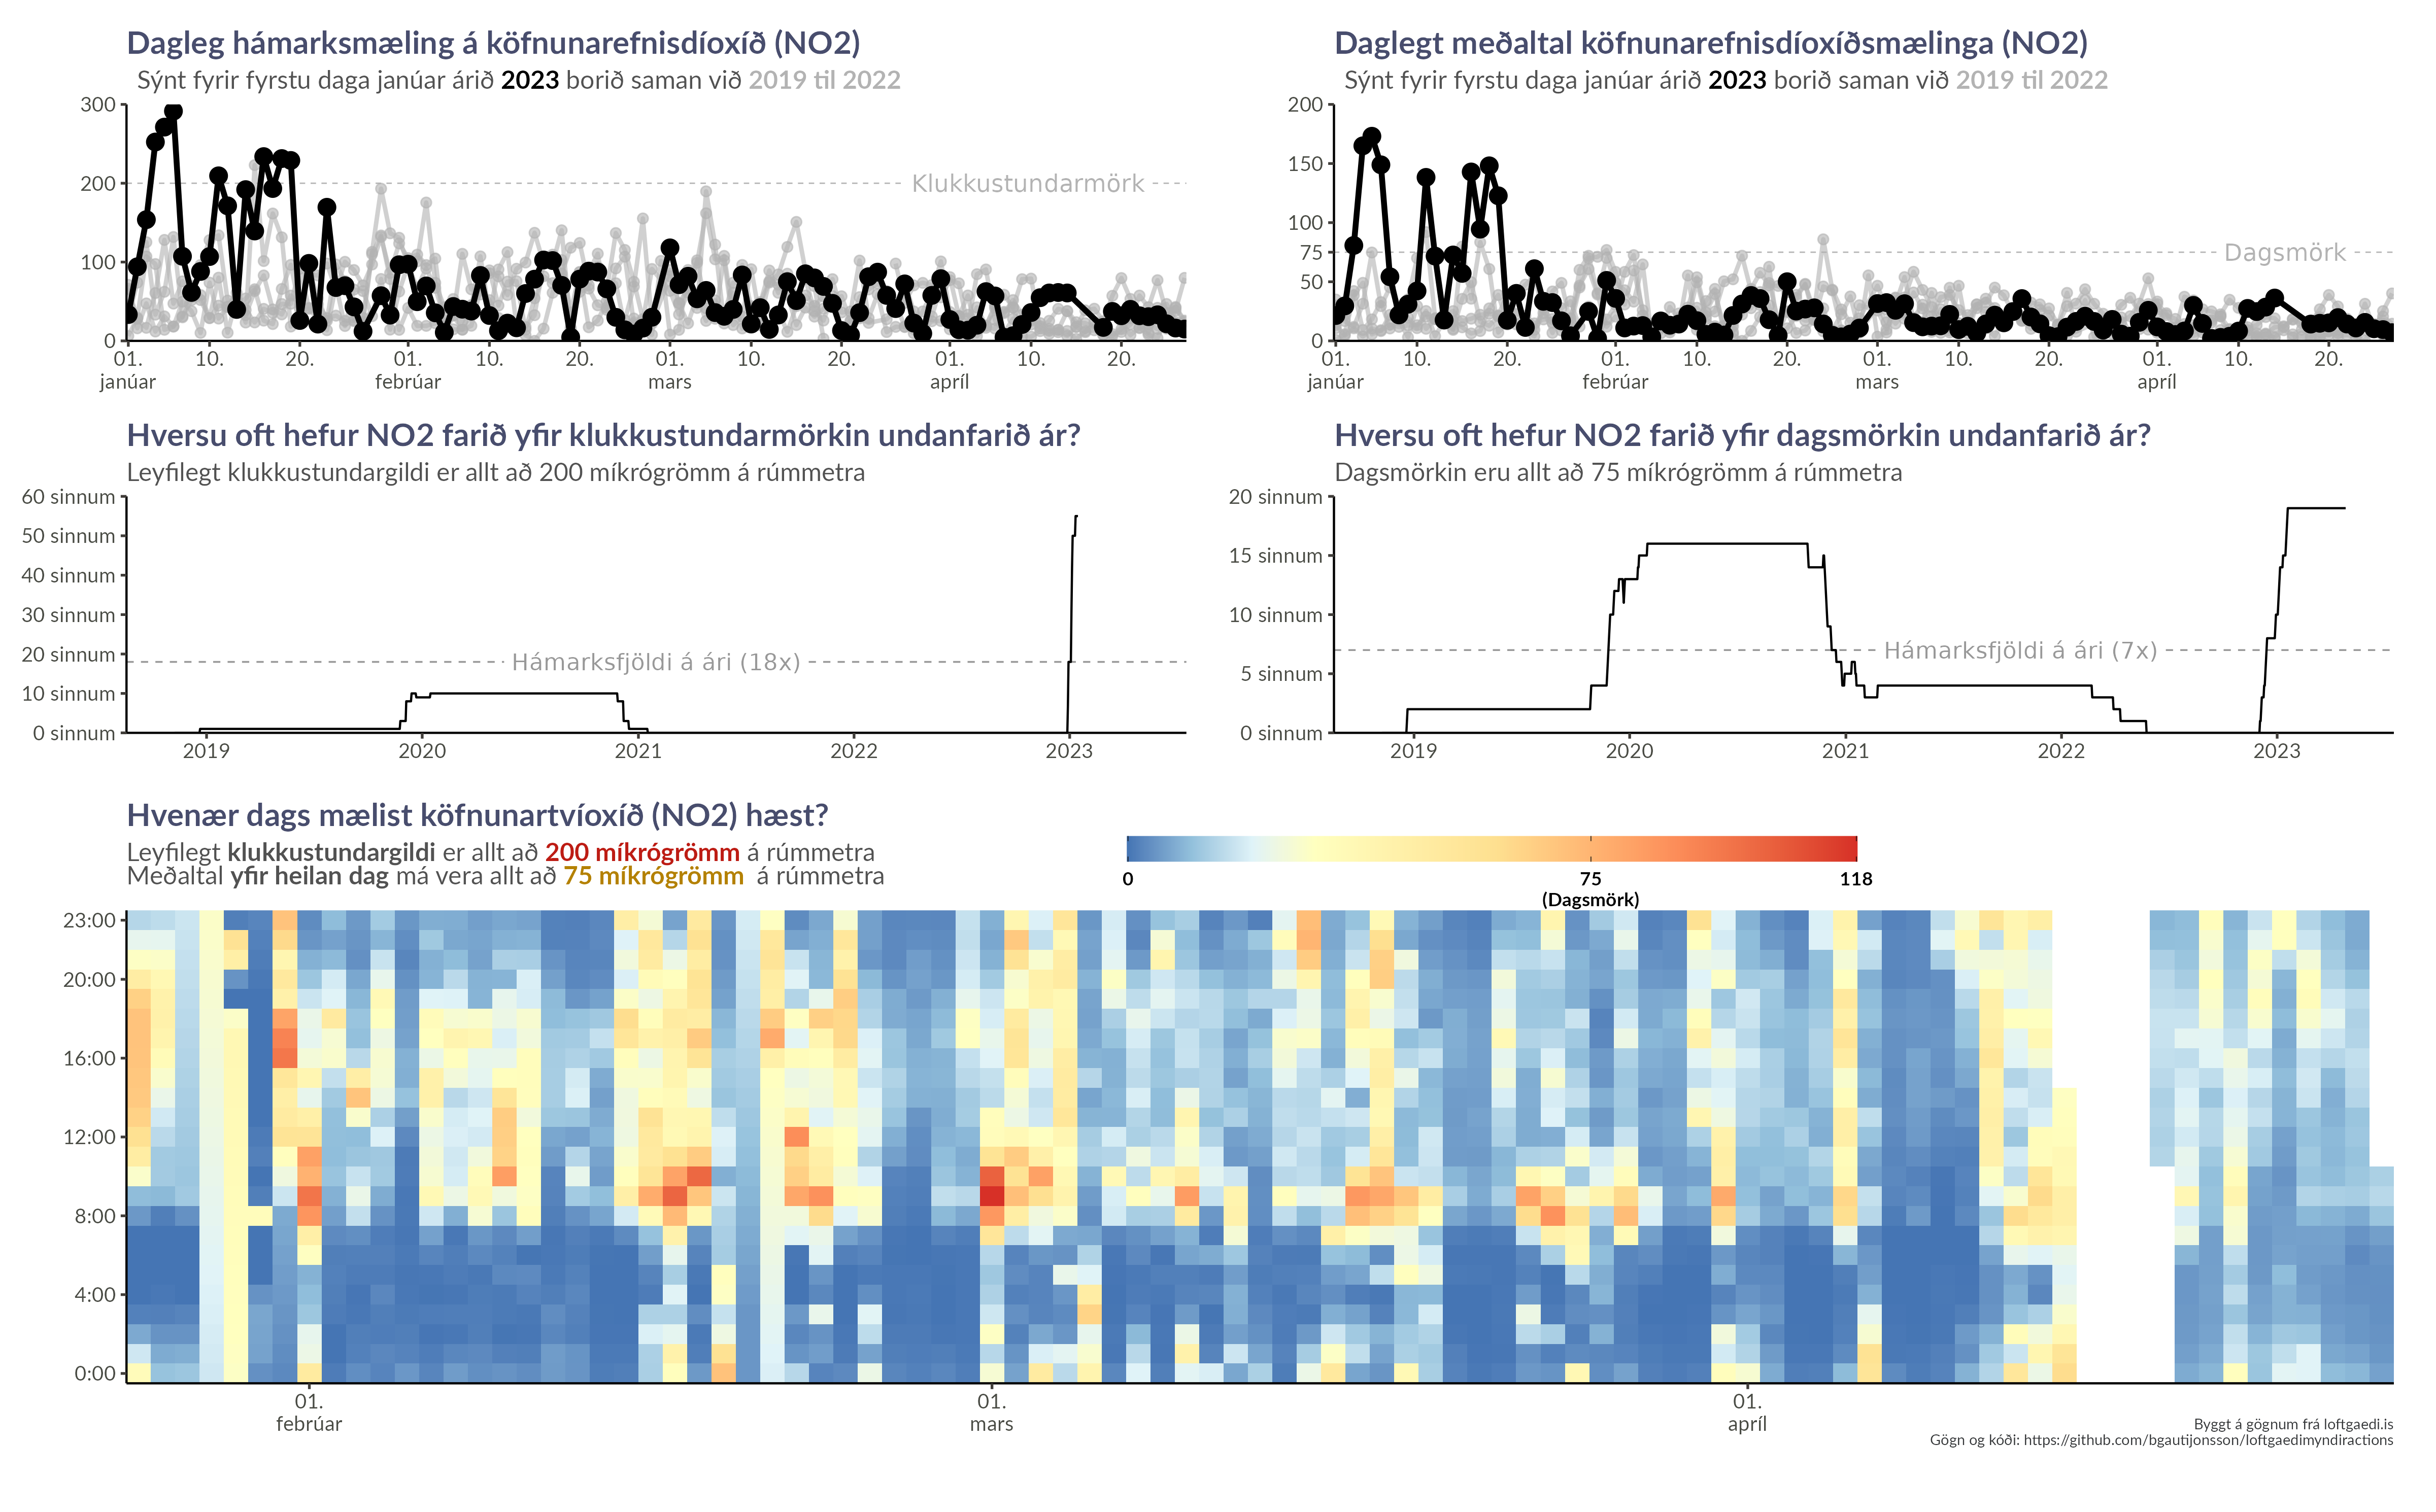 Dagleg hámarksmæling á köfnunarefnisdíoxíð (NO2)
Sýnt fyrir fyrstu daga janúar árið 2023 borið saman við 2019 til 2022
300
200
100
0
Klukkustundarmörk
01. 10. 20. 01. 10. 20. 01. 10. 20. 01. 10. 20.
janúar febrúar mars apríl
Daglegt meðaltal köfnunarefnisdíoxíðsmælinga (NO2)
Sýnt fyrir fyrstu daga janúar árið 2023 borið saman við 2019 til 2022
200
150
100
75
50
0
Dagsmörk
01. 10. 20. 01. 10. 20. 01. 10. 20. 01. 10. 20.
janúar febrúar mars apríl
Hversu oft hefur NO2 farið yfir klukkustundarmörkin undanfarið ár?
Leyfilegt klukkustundargildi er allt að 200 míkrógrömm á rúmmetra
60 sinnum
50 sinnum
40 sinnum
30 sinnum
20 sinnum
10 sinnum
0 sinnum
Hámarksfjöldi á ári (18x)
2019 2020 2021 2022 2023
Hversu oft hefur NO2 farið yfir dagsmörkin undanfarið ár?
Dagsmörkin eru allt að 75 míkrógrömm á rúmmetra
20 sinnum
15 sinnum
10 sinnum
5 sinnum
0 sinnum
Hámarksfjöldi á ári (7x)
2019 2020 2021 2022 2023
Hvenær dags mælist köfnunartvíoxíð (NO2) hæst?
Leyfilegt klukkustundargildi er allt að 200 míkrógrömm á rúmmetra
Meðaltal yfir heilan dag má vera allt að 75 míkrógrömm á rúmmetra
0 75 118
(Dagsmörk)
23:00
20:00
16:00
12:00
8:00
4:00
0:00
01. 01. 01.
febrúar mars apríl
Byggt á gögnum frá loftgaedi.is
Gögn og kóði: https://github.com/bgautijonsson/loftgaedimyndiractions